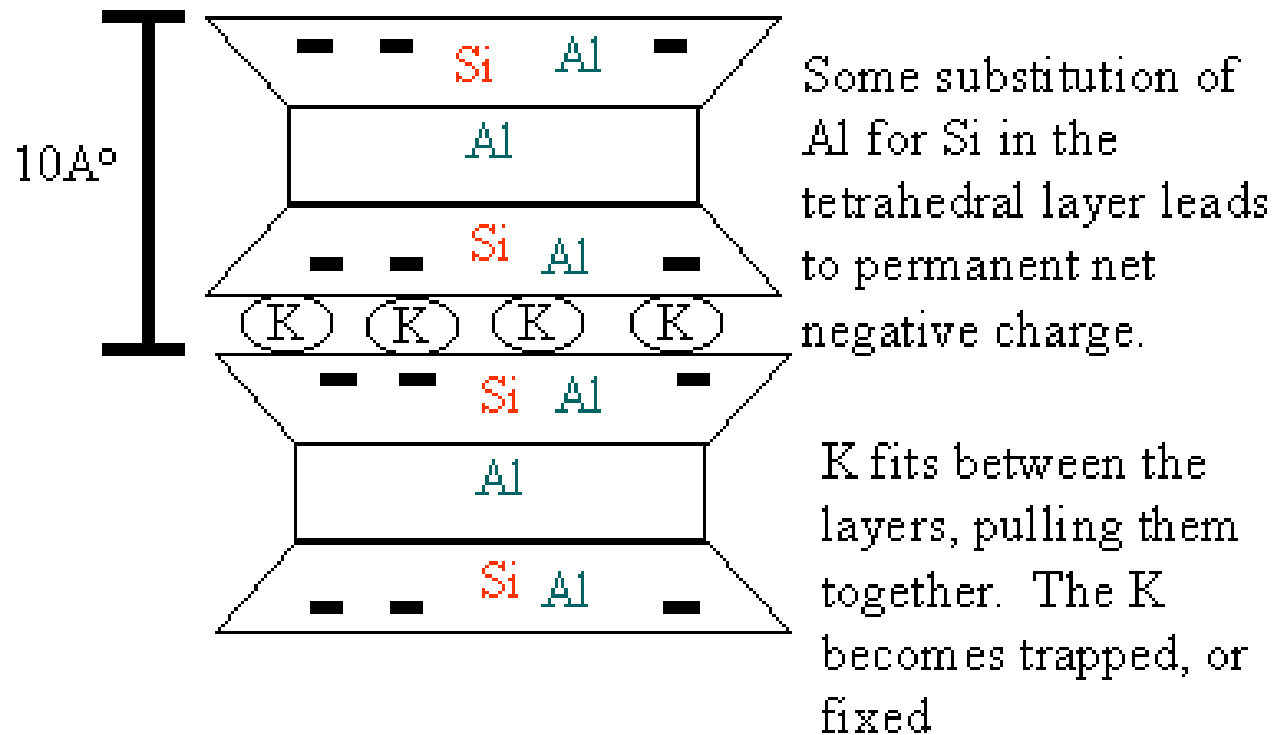 Si Al
Al
Si Al
10A°
K K K K
Si Al
Al
Si Al
Some substitution of
Al for Si in the
tetrahedral layer leads
to permanent net
negative charge.
K fits between the
layers, pulling them
together. The K
becomes trapped, or
fixed